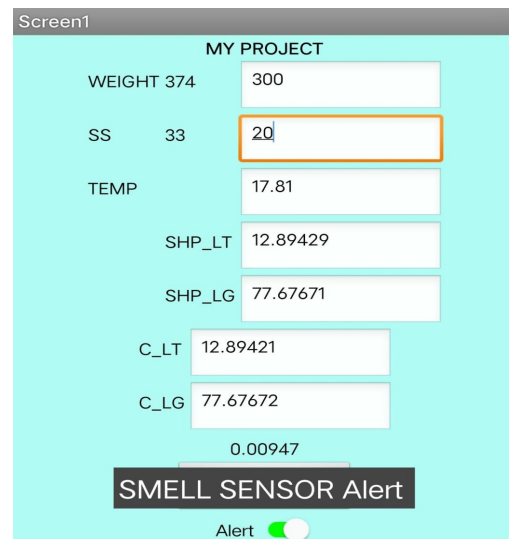 Screen1
MY PROJECT
WEIGHT 374 300
SS 33 20
TEMP 17.81
SHP_LT 12.89429
SHP_LG 77.67671
C_LT 12.89421
C_LG 77.67672
0.00947
SMELL SENSOR Alert
Alert